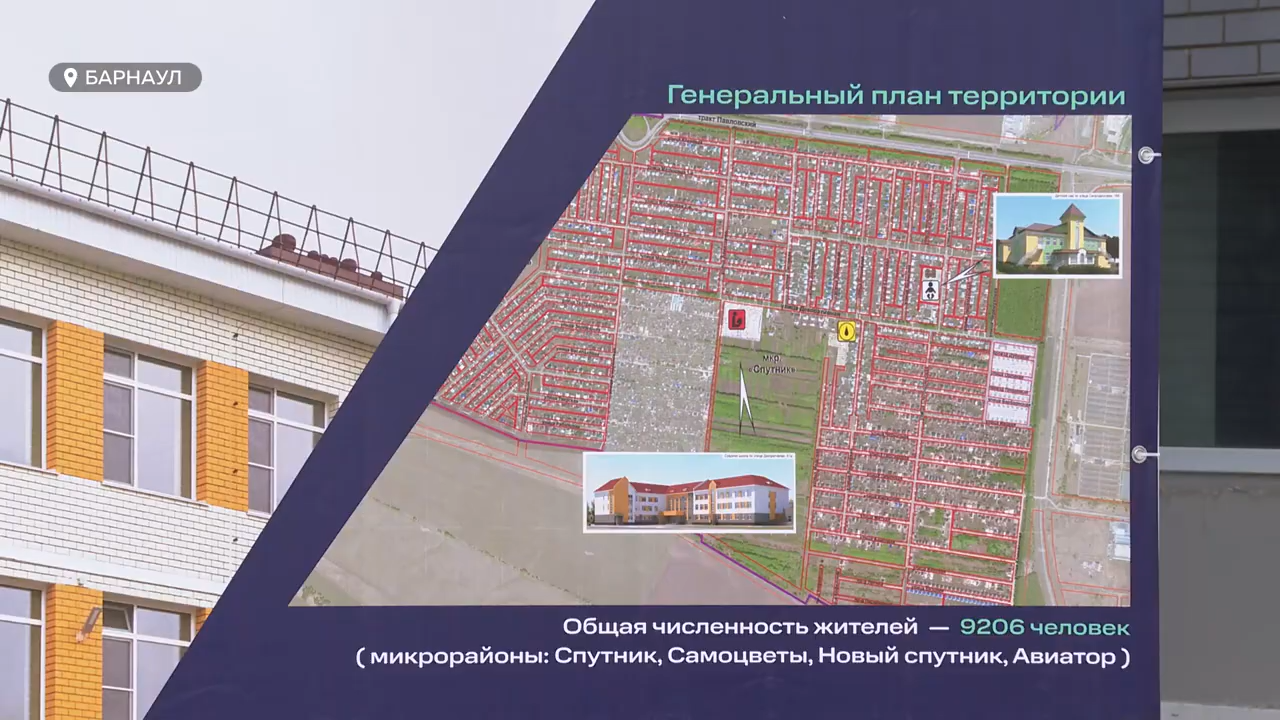 БАРНАУЛ
Генеральный план территории
тракт Павловский
мкр.
«Спутник»
Общая численность жителей — 9206 человек
( микрорайоны: Спутник, Самоцветы, Новый спутник, Авиатор )